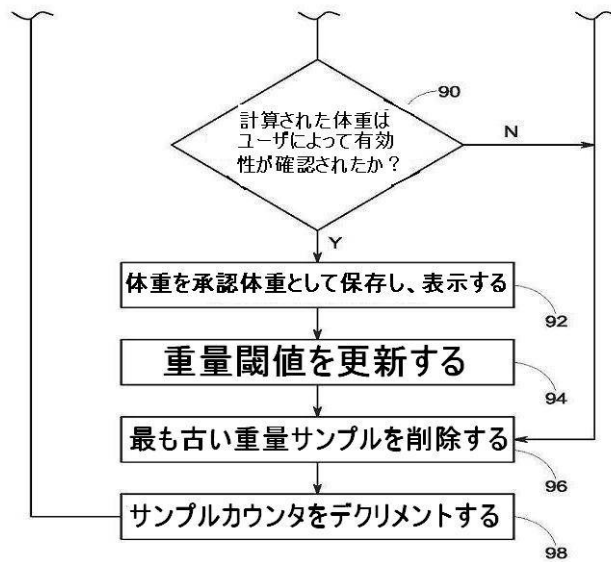 90
計算された体重は
ユーザによって有効
性が確認されたか?
N
Y
体重を承認体重として保存し、表示する
92
重量閾値を更新する
94
最も古い重量サンプルを削除する
96
サンプルカウンタをデクリメントする
98